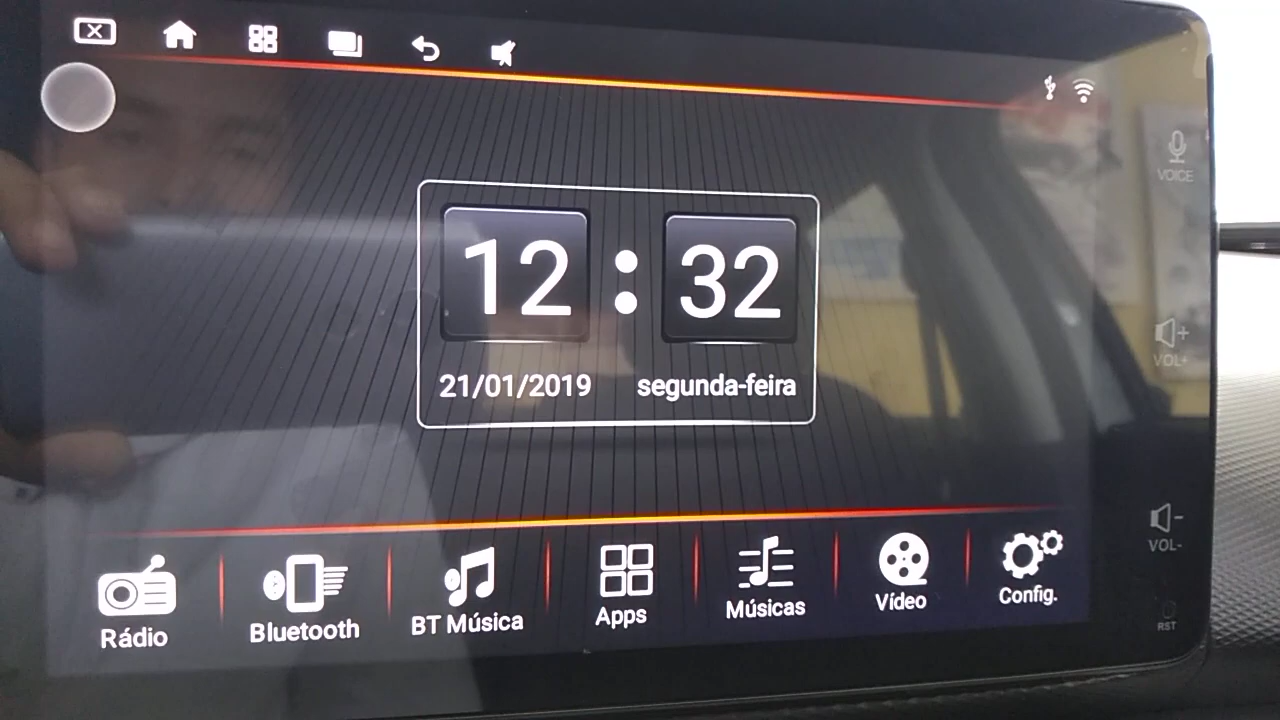 VOICE
12:32
VOL+
21/01/2019 segunda-feira
VOL-
Rádio
Bluetooth
BT Música
Apps
Músicas
Vídeo
Config.
RST